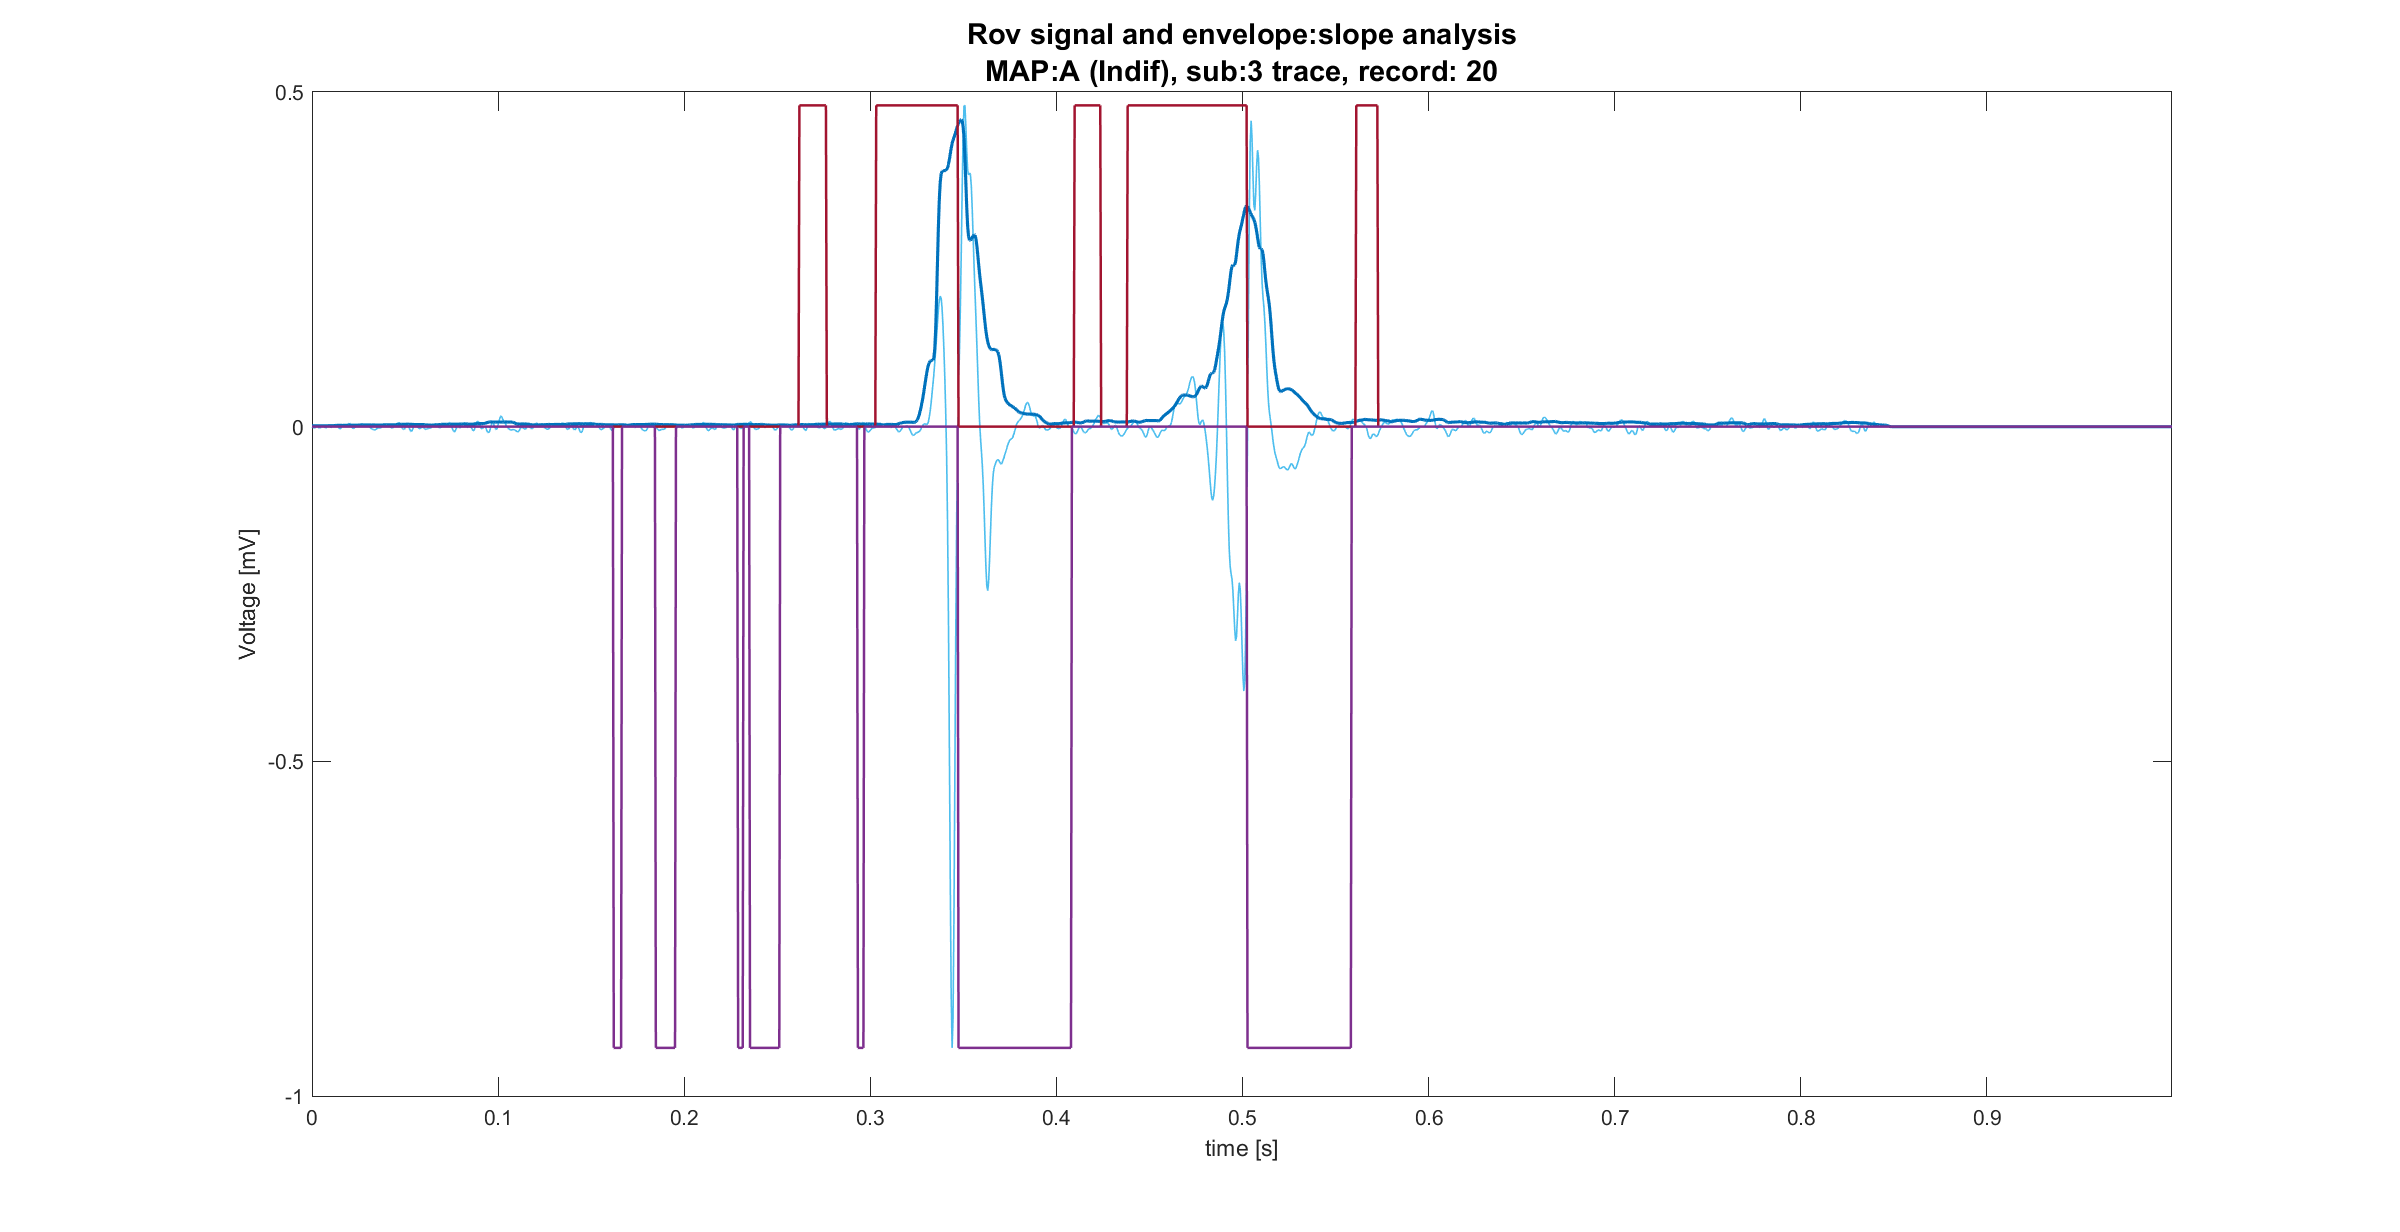 Rov signal and envelope:slope analysis
MAP:A (Indif), sub:3 trace, record: 20
0.5
0
-0.5
-1
Voltage [mV]
0 0.1 0.2 0.3 0.4 0.5 0.6 0.7 0.8 0.9
time [s]